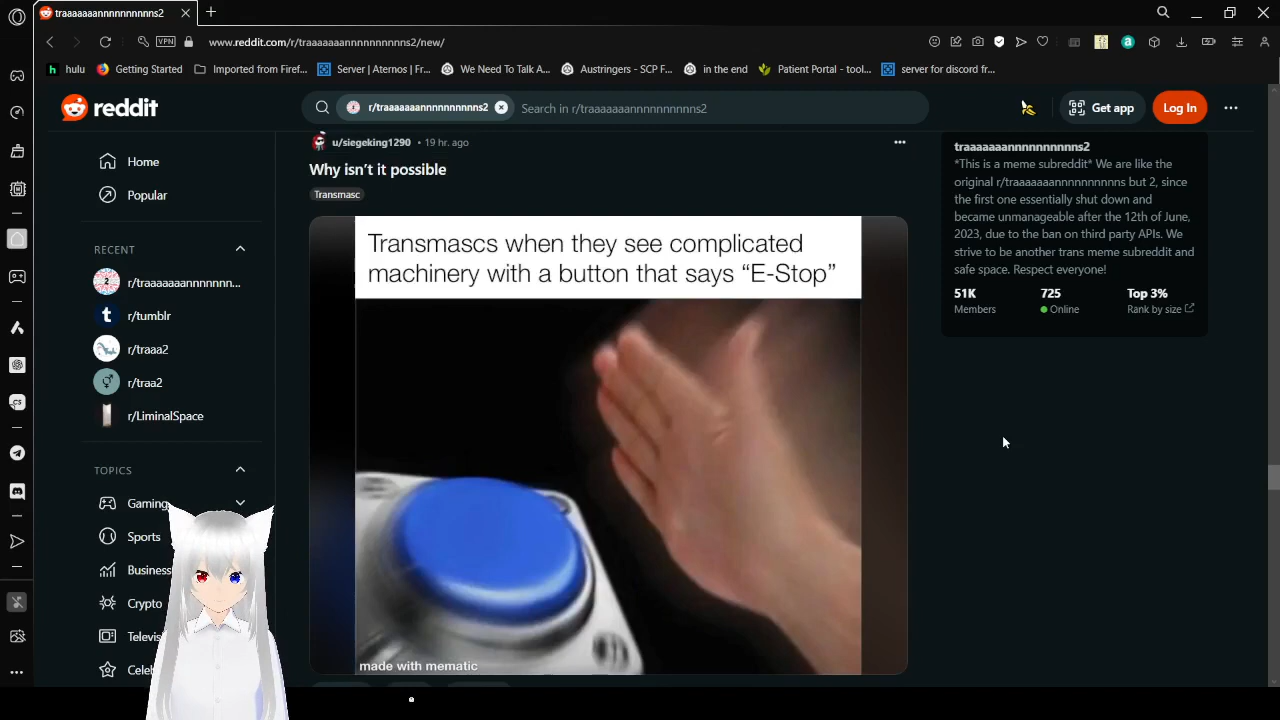 traaaaaaannnnnnnnnns2
VPN
www.reddit.com/r/traaaaaaannnnnnnnnns2/new/
hulu
Getting Started
Imported from Firef...
Server | Aternos | Fr...
We Need To Talk A...
Austringers - SCP F...
in the end
Patient Portal - tool...
server for discord fr...
reddit
r/traaaaaaannnnnnnnnns2
Search in r/traaaaaaannnnnnnnnns2
Get app
Log In
Home
Popular
RECENT
r/traaaaaaannnnnnn...
r/tumblr
r/traaa2
r/traa2
r/LiminalSpace
TOPICS
Gaming
Sports
Business
Crypto
Televis
Celeb
u/siegeking1290 • 19 hr. ago
Why isn't it possible
Transmasc
Transmascs when they see complicated
machinery with a button that says “E-Stop”
made with mematic
traaaaaaannnnnnnnnns2
*This is a meme subreddit* We are like the
original r/traaaaaaannnnnnnnnns but 2, since
the first one essentially shut down and
became unmanageable after the 12th of June,
2023, due to the ban on third party APIs. We
strive to be another trans meme subreddit and
safe space. Respect everyone!
51K
725
Top 3%
Members
Online
Rank by size